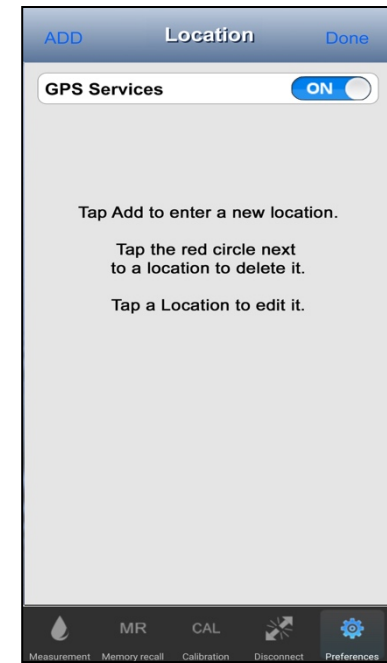 ADD Location Done
GPS Services ON
Tap Add to enter a new location.
Tap the red circle next
to a location to delete it.
Tap a Location to edit it.
MR CAL
Measurement Memory recall Calibration Disconnect Preferences